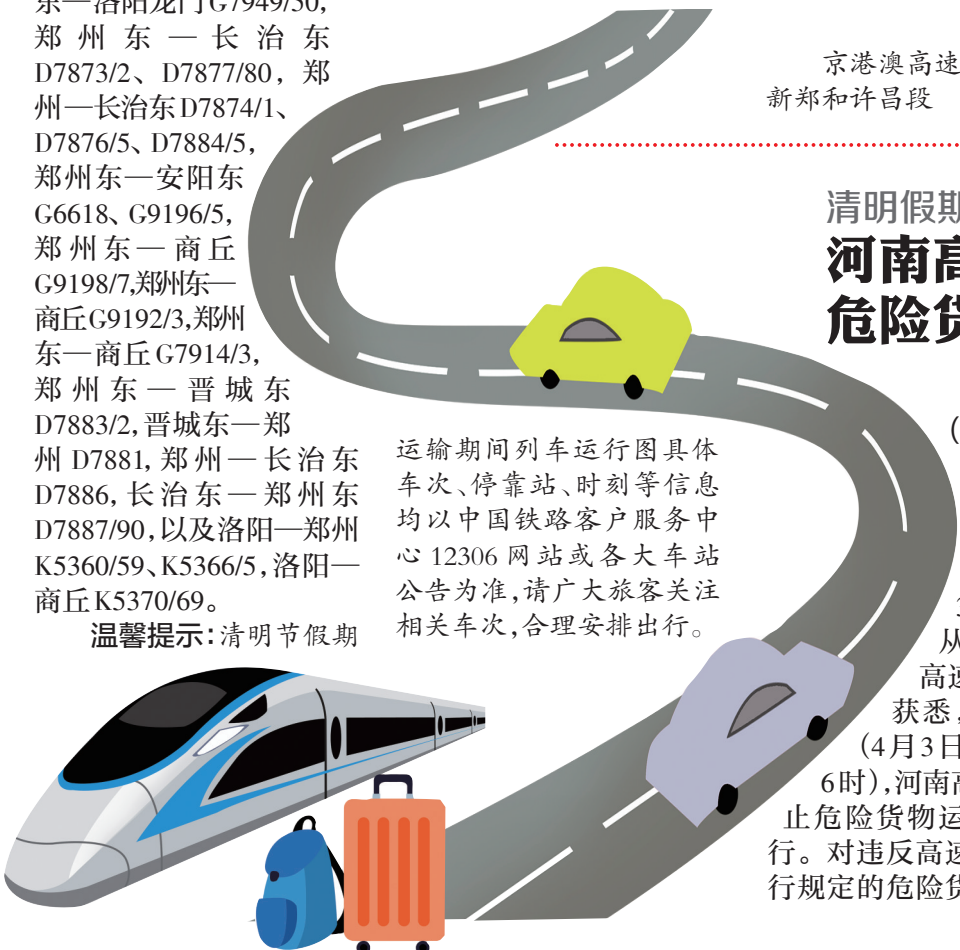 东—洛阳龙门G7949/50,
郑州东—长治东
D7873/2、D7877/80，郑
州—长治东D7874/1、
D7876/5、D7884/5，
郑州东—安阳东
G6618、G9196/5，
郑州东—商丘
G9198/7,郑州东—
商丘G9192/3,郑州
东—商丘G7914/3，
郑州东—晋城东
D7883/2,晋城东—郑
州 D7881, 郑州—长治东
D7886, 长治东—郑州东
D7887/90,以及洛阳—郑州
K5360/59、K5366/5,洛阳—
商丘K5370/69。
温馨提示:清明节假期
运输期间列车运行图具体
车次、停靠站、时刻等信息
均以中国铁路客户服务中
心 12306 网站或各大车站
公告为准,请广大旅客关注
相关车次,合理安排出行。
京港澳高速
新郑和许昌段
清明假期
河南高
危险货
(
从
高速
获悉，
(4月3日
6时),河南高
止危险货物运
行。对违反高速
行规定的危险货